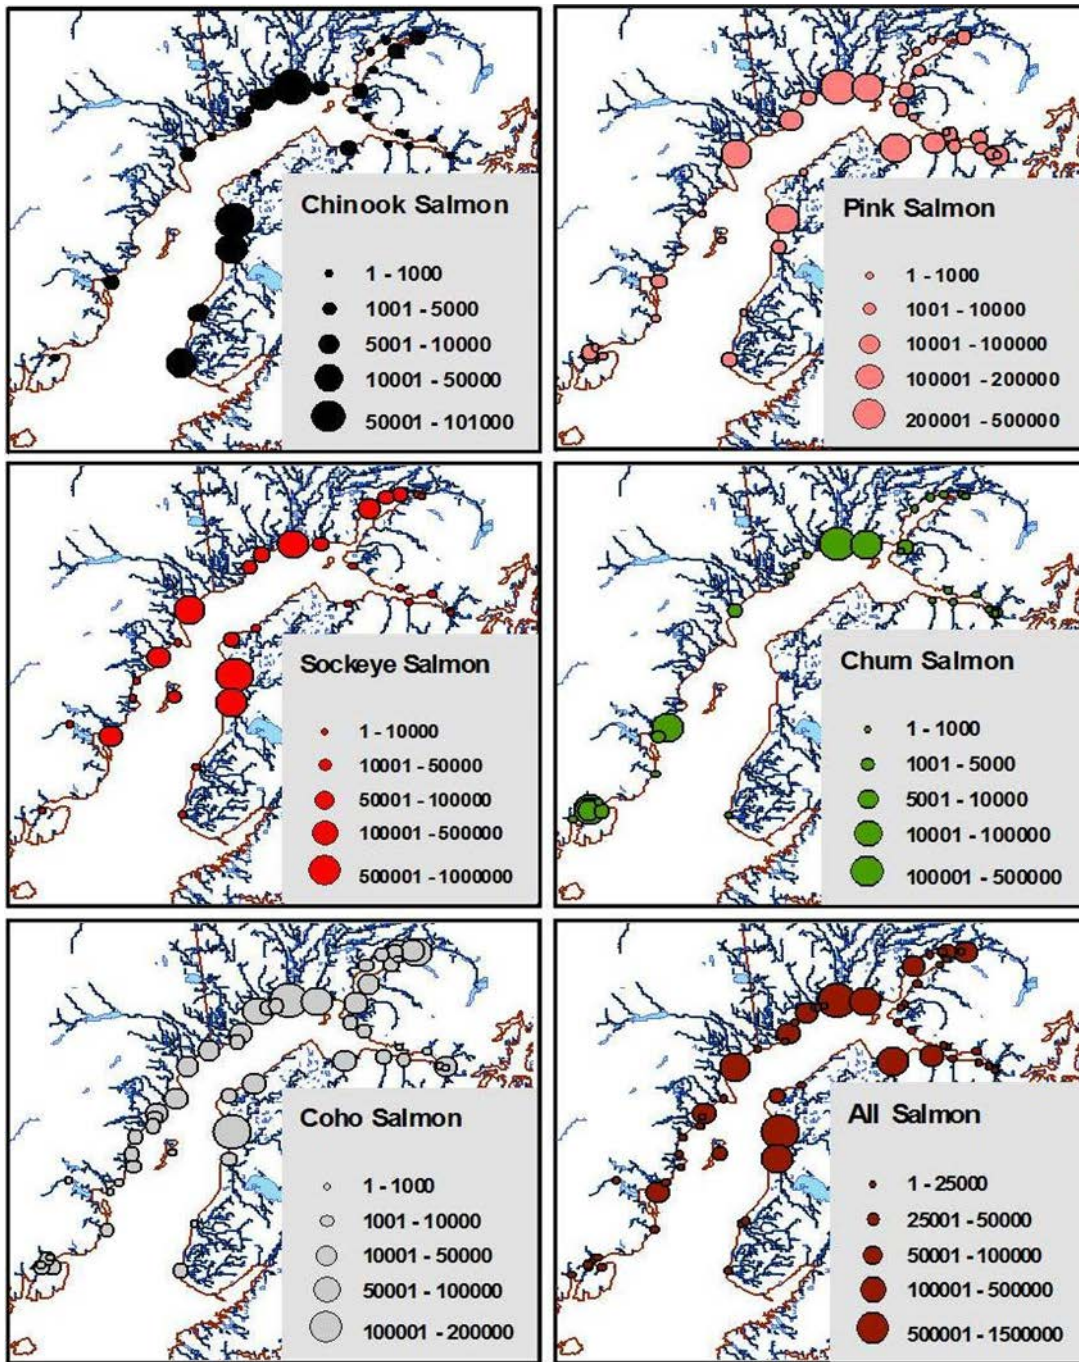 Chinook Salmon
1 - 1000
1001 - 5000
5001 - 10000
10001 - 50000
50001 - 101000
Pink Salmon
1 - 1000
1001 - 10000
10001 - 100000
100001 - 200000
200001 - 500000
Sockeye Salmon
1 - 10000
10001 - 50000
50001 - 100000
100001 - 500000
500001 - 1000000
Chum Salmon
1 - 1000
1001 - 5000
5001 - 10000
10001 - 100000
100001 - 500000
Coho Salmon
1 - 1000
1001 - 10000
10001 - 50000
50001 - 100000
100001 - 200000
All Salmon
1 - 25000
25001 - 50000
50001 - 100000
100001 - 500000
500001 - 1500000